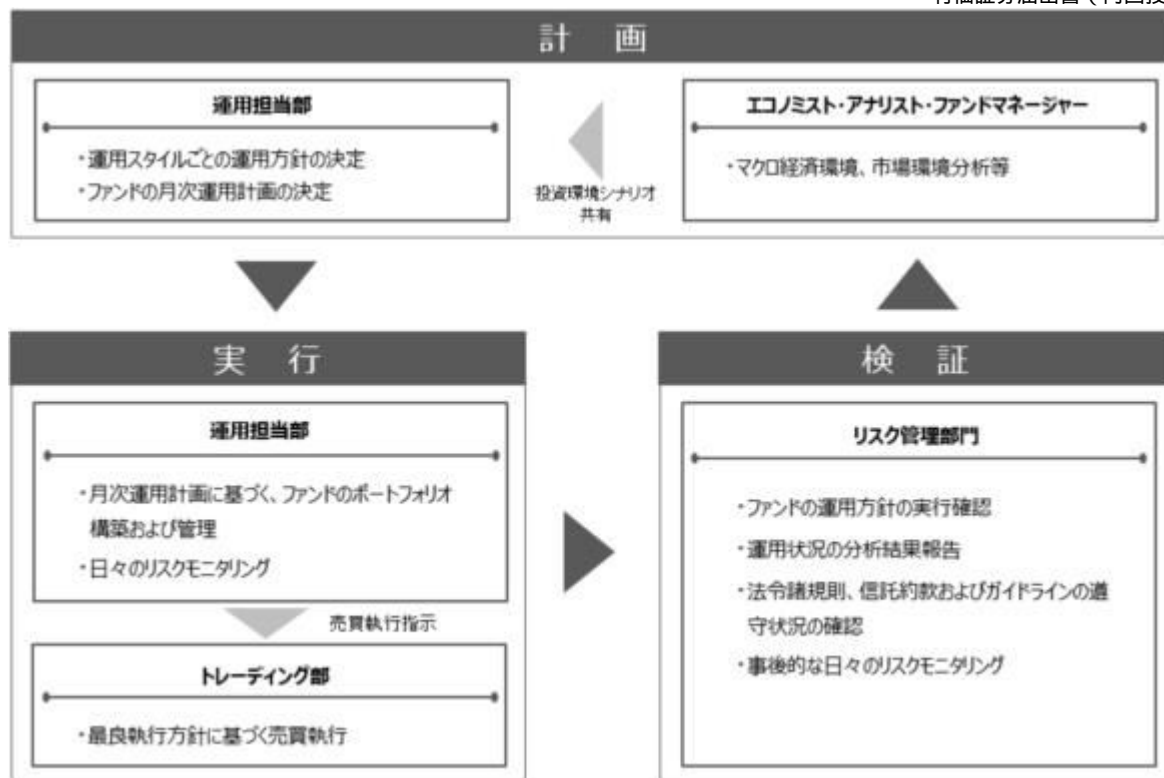 計 画
運用担当部
・運用スタイルごとの運用方針の決定
・ファンドの月次運用計画の決定
投資環境シナリオ
共有
エコノミスト・アナリスト・ファンドマネージャー
・マクロ経済環境、市場環境分析等
実 行
運用担当部
・月次運用計画に基づく、ファンドのポートフォリオ
構築および管理
・日々のリスクモニタリング
売買執行指示
トレーディング部
・最良執行方針に基づく売買執行
検 証
リスク管理部門
・ファンドの運用方針の実行確認
・運用状況の分析結果報告
・法令諸規則、信託約款およびガイドラインの遵
守状況の確認
・事後的な日々のリスクモニタリング